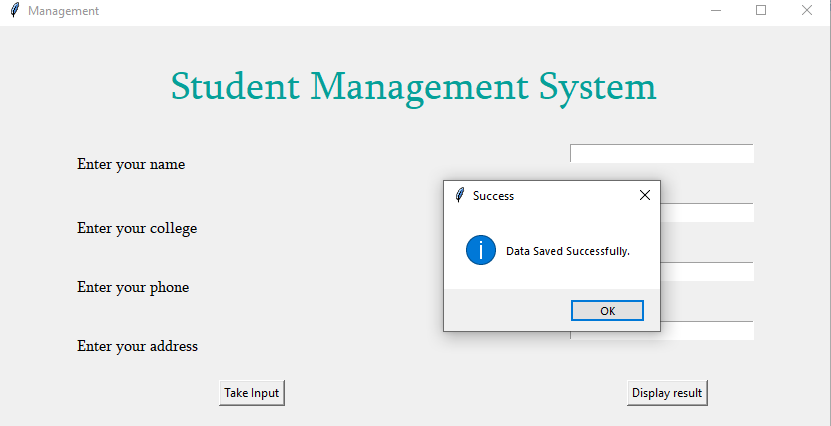 Management
Student Management System
Enter your name
Success
Enter your college
Data Saved Successfully.
Enter your phone
OK
Enter your address
Take Input
Display result